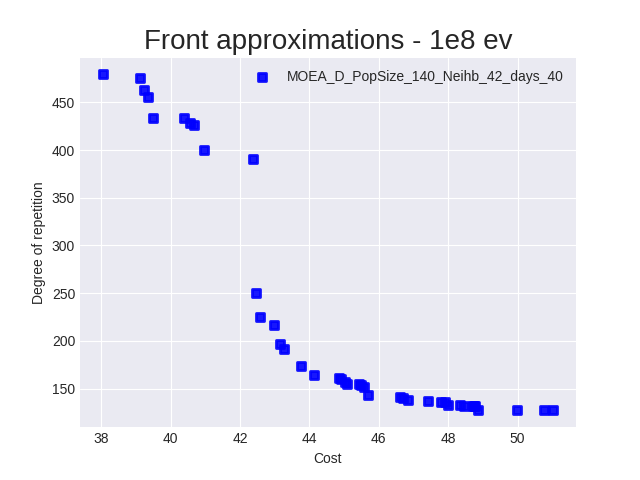 Front approximations - 1e8 ev
MOEA_D_PopSize_140_Neihb_42_days_40
Degree of repetition
450
400
350
300
250
200
150
38 40 42 44 46 48 50
Cost